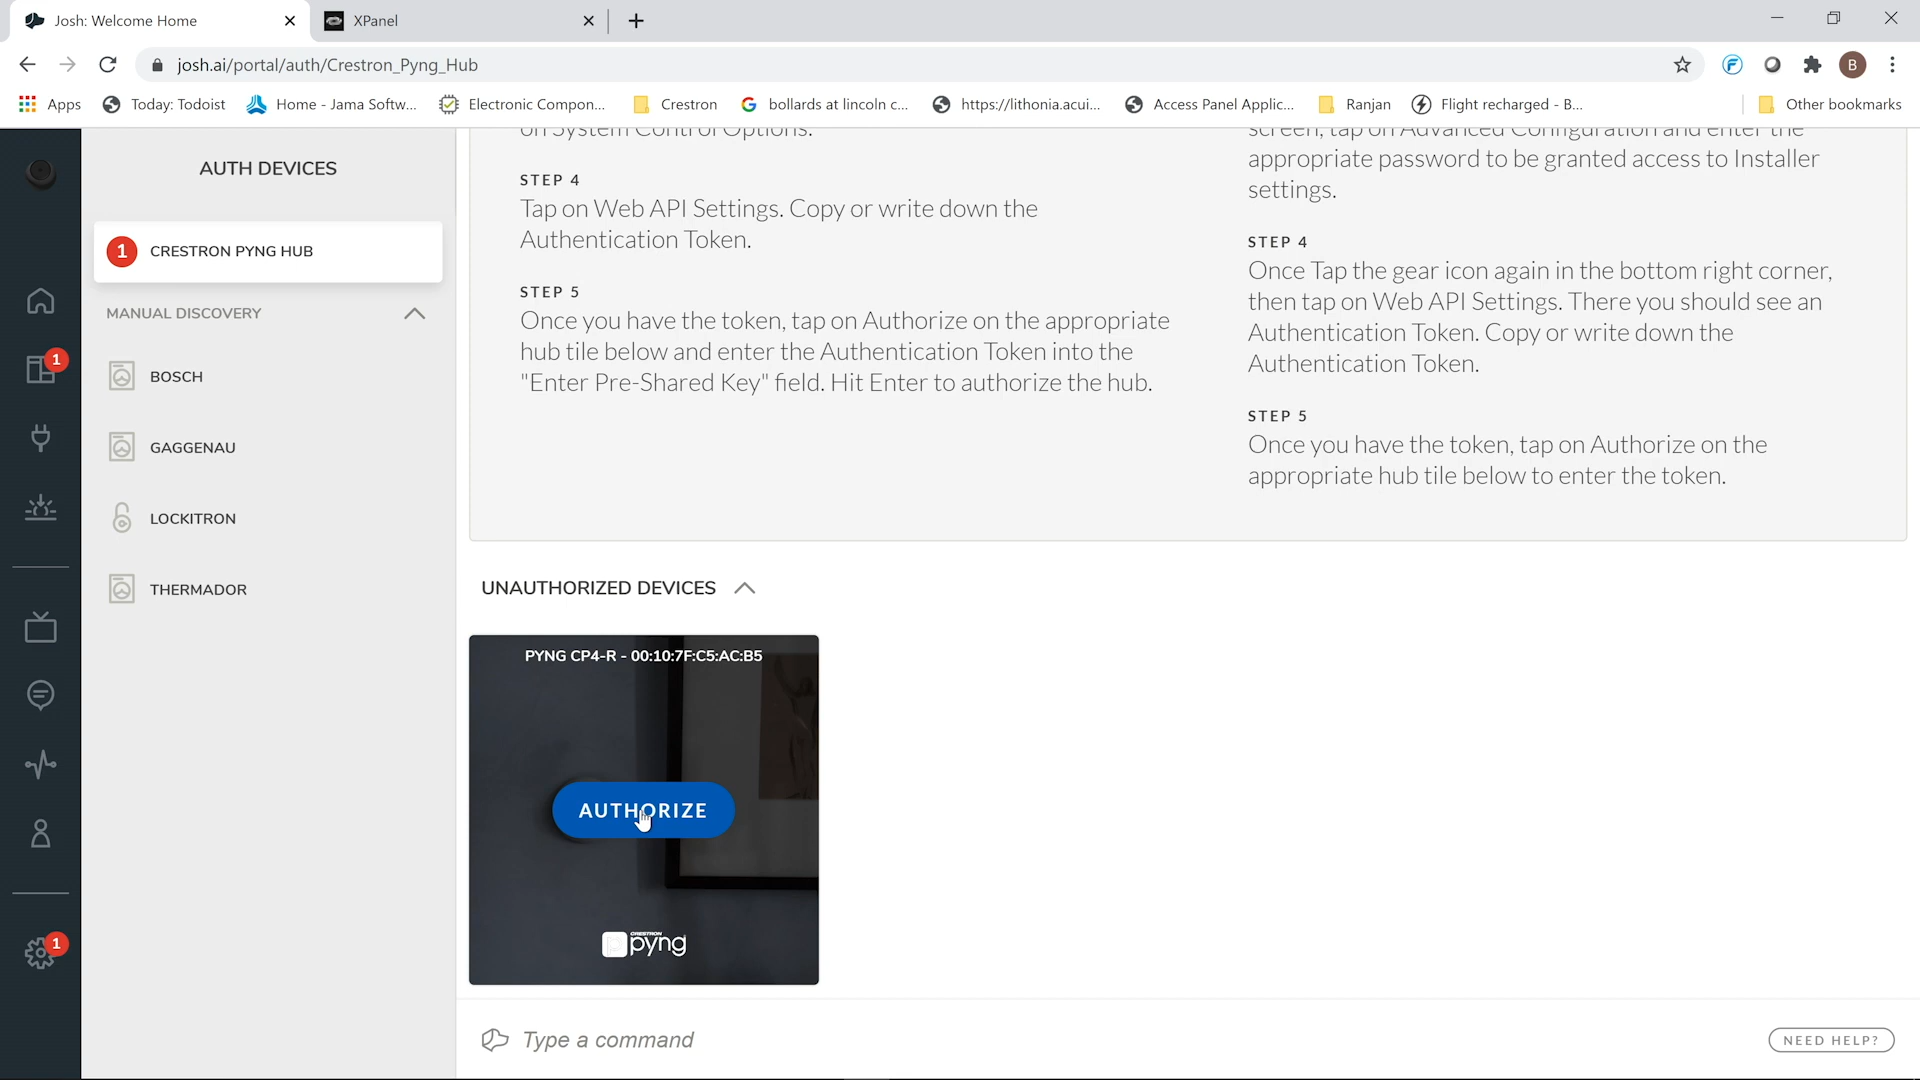 Josh: Welcome Home
XPanel
josh.ai/portal/auth/Crestron_Pyng_Hub
B
Apps
Today: Todoist
Home - Jama Softw...
Electronic Compon...
Crestron
bollards at lincoln c...
https://lithonia.acui...
Access Panel Applic...
Ranjan
Flight recharged - B...
Other bookmarks
AUTH DEVICES
1 CRESTRON PYNG HUB
MANUAL DISCOVERY
BOSCH
GAGGENAU
LOCKITRON
THERMADOR
1
1
on System Control Options.
STEP 4
Tap on Web API Settings. Copy or write down the
Authentication Token.
STEP 5
Once you have the token, tap on Authorize on the appropriate
hub tile below and enter the Authentication Token into the
"Enter Pre-Shared Key" field. Hit Enter to authorize the hub.
screen, tap on Advanced Configuration and enter the
appropriate password to be granted access to Installer
settings.
STEP 4
Once Tap the gear icon again in the bottom right corner,
then tap on Web API Settings. There you should see an
Authentication Token. Copy or write down the
Authentication Token.
STEP 5
Once you have the token, tap on Authorize on the
appropriate hub tile below to enter the token.
UNAUTHORIZED DEVICES
PYNG CP4-R - 00:10:7F:C5:AC:B5
AUTHORIZE
CRESTRON
pyng
Type a command
NEED HELP?